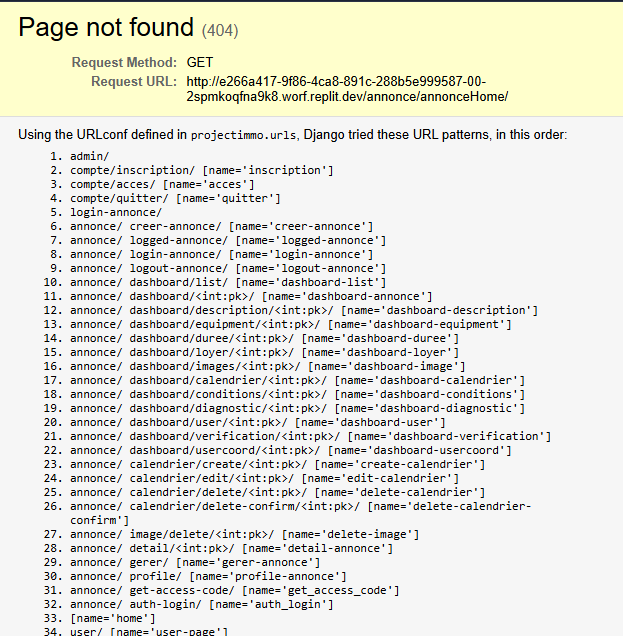 Page not found (404)
Request Method: GET
Request URL: http://e266a417-9f86-4ca8-891c-288b5e999587-00-
2spmkoqfna9k8.worf.replit.dev/annonce/annonceHome/
Using the URLconf defined in projectimmo.urls, Django tried these URL patterns, in this order:
1. admin/
2. compte/inscription/ [name='inscription']
3. compte/acces/ [name='acces']
4. compte/quitter/ [name='quitter']
5. login-annonce/
6. annonce/ creer-annonce/ [name='creer-annonce']
7. annonce/ logged-annonce/ [name='logged-annonce']
8. annonce/ login-annonce/ [name='login-annonce']
9. annonce/ logout-annonce/ [name='logout-annonce']
10. annonce/ dashboard/list/ [name='dashboard-list']
11. annonce/ dashboard/<int:pk>/ [name='dashboard-annonce']
12. annonce/ dashboard/description/<int:pk>/ [name='dashboard-description']
13. annonce/ dashboard/equipment/<int:pk>/ [name='dashboard-equipment']
14. annonce/ dashboard/duree/<int:pk>/ [name='dashboard-duree']
15. annonce/ dashboard/loyer/<int:pk>/ [name='dashboard-loyer']
16. annonce/ dashboard/images/<int:pk>/ [name='dashboard-image']
17. annonce/ dashboard/calendrier/<int:pk>/ [name='dashboard-calendrier']
18. annonce/ dashboard/conditions/<int:pk>/ [name='dashboard-conditions']
19. annonce/ dashboard/diagnostic/<int:pk>/ [name='dashboard-diagnostic']
20. annonce/ dashboard/user/<int:pk>/ [name='dashboard-user']
21. annonce/ dashboard/verification/<int:pk>/ [name='dashboard-verification']
22. annonce/ dashboard/usercoord/<int:pk>/ [name='dashboard-usercoord']
23. annonce/ calendrier/create/<int:pk>/ [name='create-calendrier']
24. annonce/ calendrier/edit/<int:pk>/ [name='edit-calendrier']
25. annonce/ calendrier/delete/<int:pk>/ [name='delete-calendrier']
26. annonce/ calendrier/delete-confirm/<int:pk>/ [name='delete-calendrier-
confirm']
27. annonce/ image/delete/<int:pk>/ [name='delete-image']
28. annonce/ detail/<int:pk>/ [name='detail-annonce']
29. annonce/ gerer/ [name='gerer-annonce']
30. annonce/ profile/ [name='profile-annonce']
31. annonce/ get-access-code/ [name='get_access_code']
32. annonce/ auth-login/ [name='auth_login']
33. [name='home']
34. user/ [name='user-page']